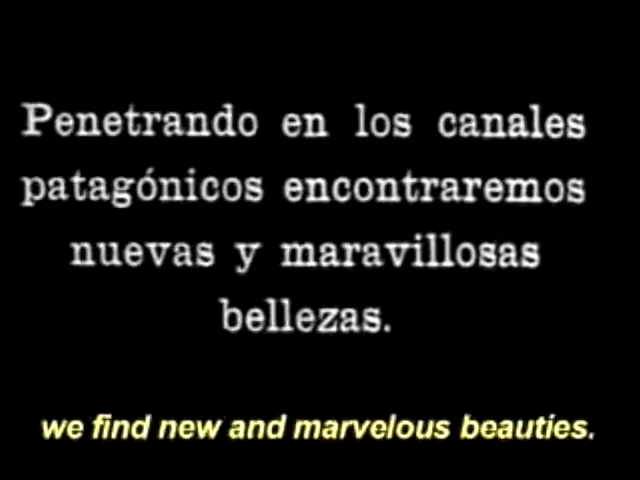 Penetrando en los canales
patagónicos encontraremos
nuevas y maravillosas
bellezas.
we find new and marvelous beauties.